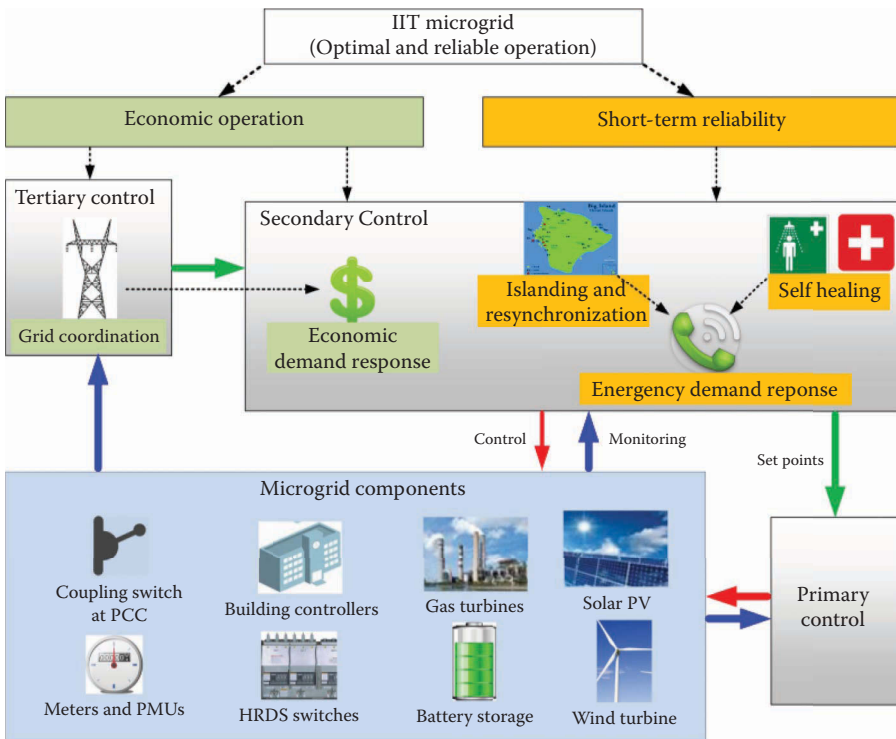 IIT microgrid
(Optimal and reliable operation)
Economic operation
Short-term reliability
Tertiary control
Grid coordination
Secondary Control
Economic
demand response
Big Island
Islanding and
resynchronization
Self healing
Energency demand reponse
Control
Monitoring
Set points
Microgrid components
Coupling switch
at PCC
Building controllers
Gas turbines
Solar PV
Meters and PMUs
HRDS switches
Battery storage
Wind turbine
Primary
control